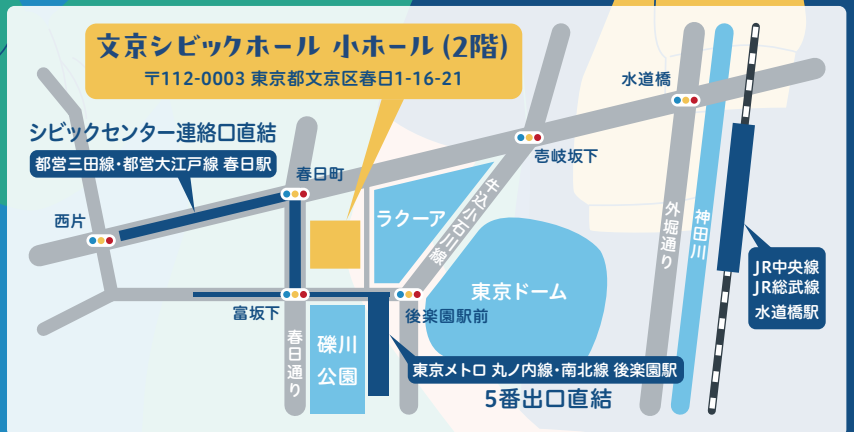 文京シビックホール 小ホール (2階)
〒112-0003 東京都文京区春日1-16-21
水道橋
シビックセンター連絡口直結
都営三田線・都営大江戸線 春日駅
壱岐坂下
春日町
西片
ラクーア
牛込小石川線
外堀通り
神田川
東京ドーム
JR中央線
JR総武線
水道橋駅
富坂下
後楽園駅前
春日通り
礫川
公園
東京メトロ 丸ノ内線・南北線 後楽園駅
5番出口直結